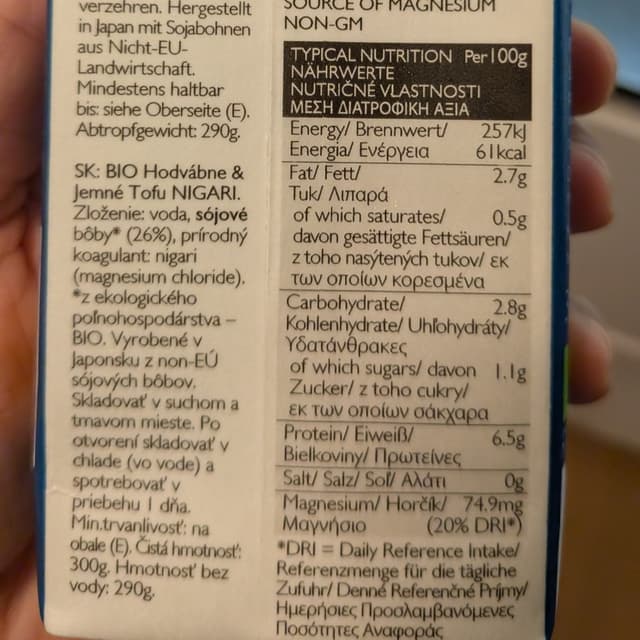 verzehren. Hergestellt
in Japan mit Sojabohnen
aus Nicht-EU-
Landwirtschaft.
Mindestens haltbar
bis: siehe Oberseite (E).
Abtropfgewicht: 290g.
SK: BIO Hodvábne &
Jemné Tofu NIGARI.
Zloženie: voda, sójové
bôby* (26%), prírodný
koagulant: nigari
(magnesium chloride).
*z ekologického
poľnohospodárstva –
BIO. Vyrobené v
Japonsku z non-EÚ
sójových bôbov.
Skladovať v suchom a
tmavom mieste. Po
otvorení skladovať v
chlade (vo vode) a
spotrebovať v
priebehu 1 dňa.
Min.trvanlivosť: na
obale (E). Čistá hmotnosť:
300g. Hmotnosť bez
vody: 290g.
SOURCE OF MAGNESIUM
NON-GM
TYPICAL NUTRITION Per100g
NÄHRWERTE
NUTRIČNÉ VLASTNOSTI
ΜΕΣΗ ΔΙΑΤΡΟΦΙΚΗ ΑΞΙΑ
Energy/ Brennwert/ 257kJ
Energia/ Ενέργεια 61kcal
Fat/ Fett/ 2.7g
Tuk/ Λιπαρά
of which saturates/ 0.5g
davon gesättigte Fettsäuren/
z toho nasýtených tukov/ εκ
των οποίων κορεσμένα
Carbohydrate/ 2.8g
Kohlenhydrate/ Uhľohydráty/
Υδατάνθρακες
of which sugars/ davon 1.1g
Zucker/ z toho cukry/
εκ των οποίων σάκχαρα
Protein/ Eiweiß/ 6.5g
Bielkoviny/ Πρωτεϊνες
Salt/ Salz/ Soľ/ Αλάτι 0g
Magnesium/ Horčík/ 74.9mg
Μαγνήσιο (20% DRI*)
*DRI = Daily Reference Intake/
Referenzmenge für die tägliche
Zufuhr/ Denné Referenčné Príjmy/
Ημερήσιες Προσλαμβανόμενες
Ποσότητες Αναφοράς